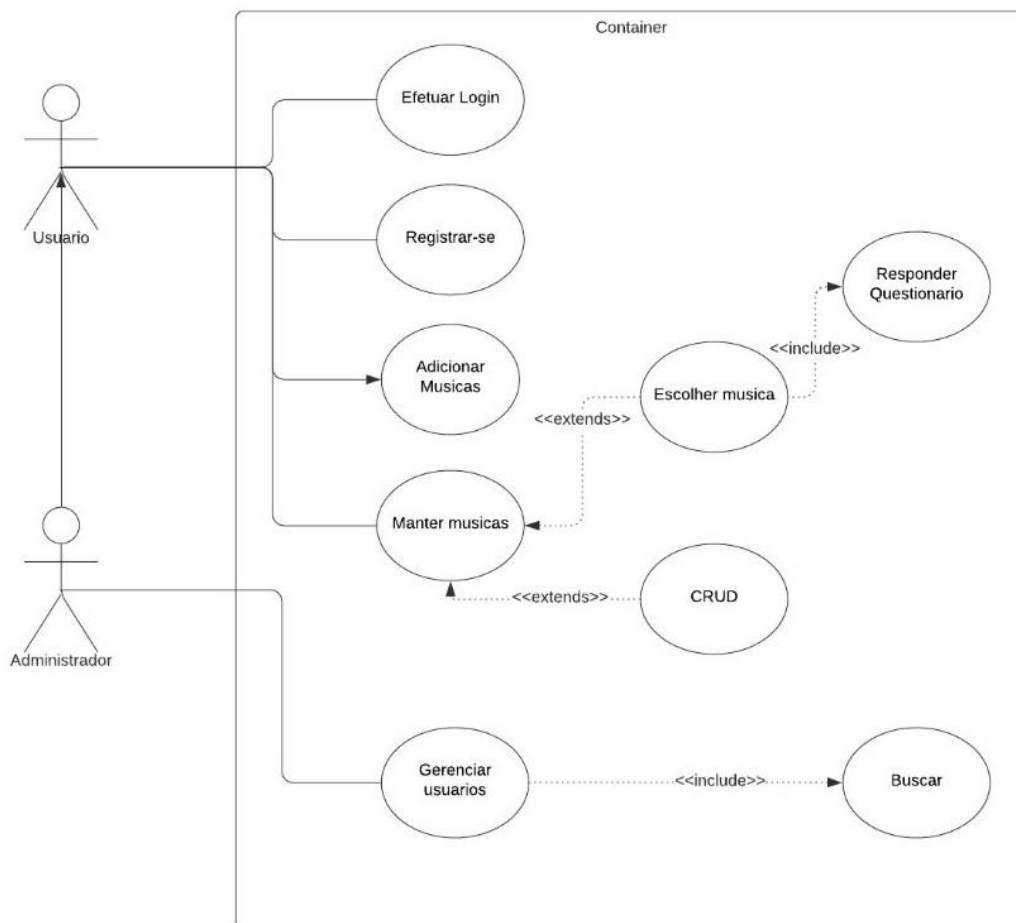 Container
Efetuar Login
Usuario
Registrar-se
Responder
Questionario
<<include>>
Adicionar
Musicas
Escolher musica
<<extends>>
Manter musicas
<<extends>>
CRUD
Administrador
Gerenciar
usuarios
<<include>>
Buscar